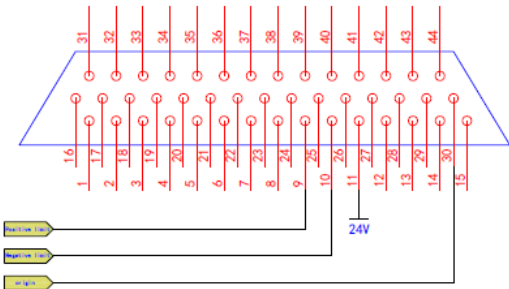 31 32 33 34 35 36 37 38 39 40 41 42 43 44
16 17 18 19 20 21 22 23 24 25 26 27 28 29 30
1 2 3 4 5 6 7 8 9 10 11 12 13 14 15
Positive limit
24V
Negative limit
origin